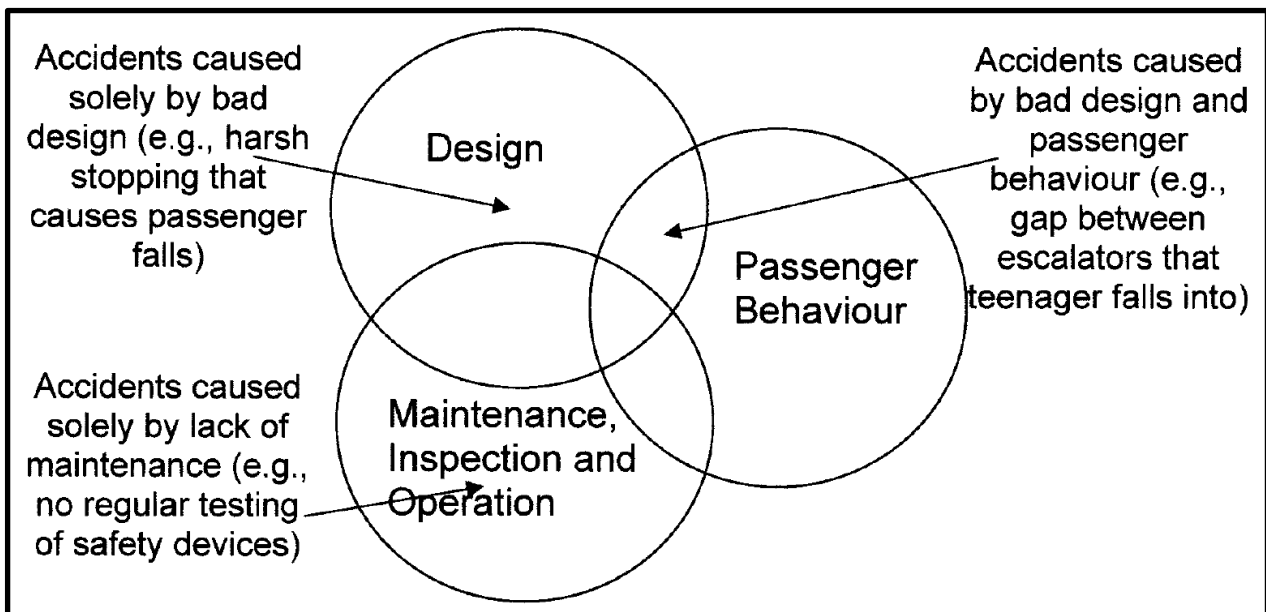 Accidents caused
solely by bad
design (e.g., harsh
stopping that
causes passenger
falls)
Design
Accidents caused
by bad design and
passenger
behaviour (e.g.,
gap between
escalators that
teenager falls into)
Passenger
Behaviour
Accidents caused
solely by lack of
maintenance (e.g.,
no regular testing
of safety devices)
Maintenance,
Inspection and
Operation